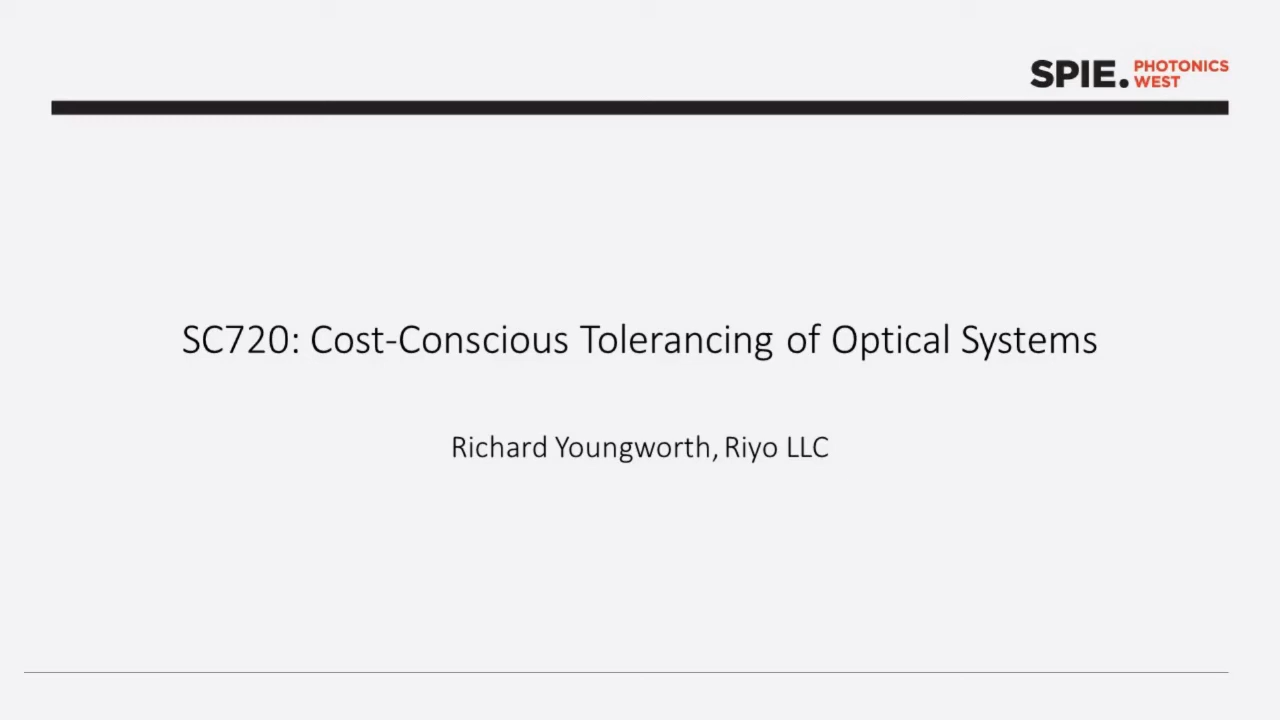 SPIE. PHOTONICS
WEST
SC720: Cost-Conscious Tolerancing of Optical Systems
Richard Youngworth, Riyo LLC